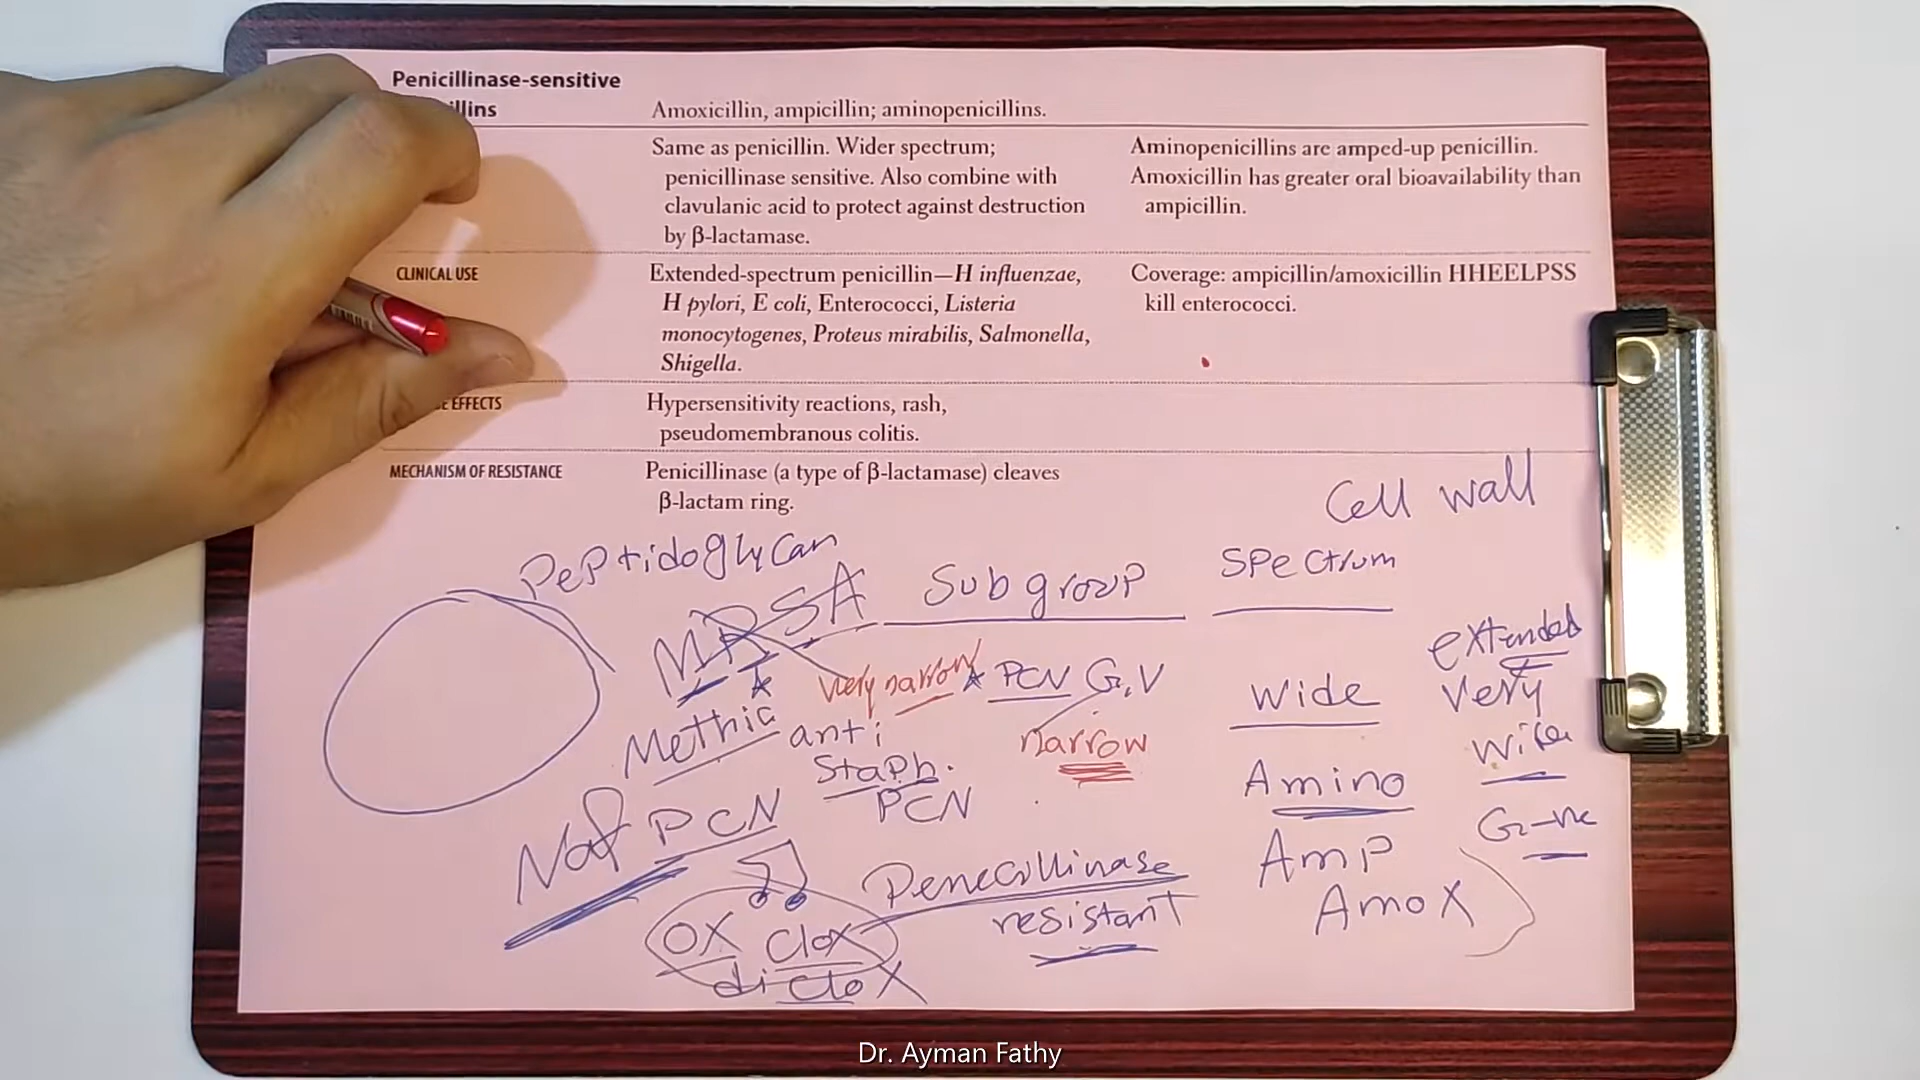 Penicillinase-sensitive
llins
Amoxicillin, ampicillin; aminopenicillins.
Same as penicillin. Wider spectrum;
penicillinase sensitive. Also combine with
clavulanic acid to protect against destruction
by β-lactamase.
Aminopenicillins are amped-up penicillin.
Amoxicillin has greater oral bioavailability than
ampicillin.
CLINICAL USE
Extended-spectrum penicillin—H influenzae,
H pylori, E coli, Enterococci, Listeria
monocytogenes, Proteus mirabilis, Salmonella,
Shigella.
Coverage: ampicillin/amoxicillin HHEELPSS
kill enterococci.
EFFECTS
Hypersensitivity reactions, rash,
pseudomembranous colitis.
MECHANISM OF RESISTANCE
Penicillinase (a type of β-lactamase) cleaves
β-lactam ring.
Cell wall
Peptidoglycan
MRSA
Subgroup
Spectrum
extended
very
wide
G-ve
very narrow
PCN G,V
narrow
Wide
Amino
Amp
Amox
Methic
anti
Staph.
PCN
Naf PCN
Penecillinase
resistant
OX Clox
diclox
Dr. Ayman Fathy